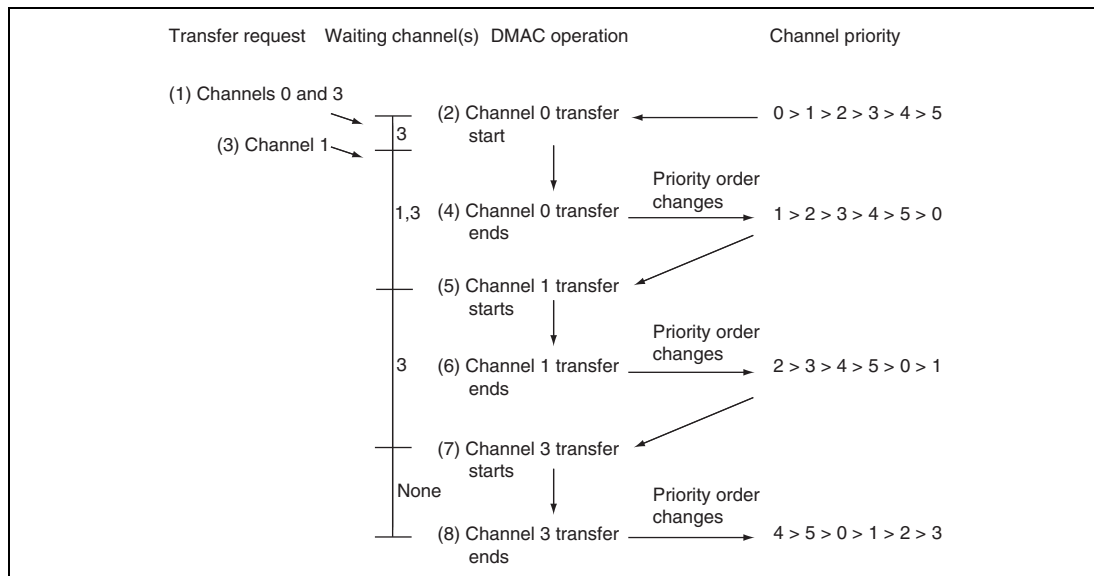 Transfer request Waiting channel(s) DMAC operation Channel priority
(1) Channels 0 and 3
(2) Channel 0 transfer
start
0 > 1 > 2 > 3 > 4 > 5
3
(3) Channel 1
1,3
(4) Channel 0 transfer
ends
Priority order
changes
1 > 2 > 3 > 4 > 5 > 0
(5) Channel 1 transfer
starts
3
(6) Channel 1 transfer
ends
Priority order
changes
2 > 3 > 4 > 5 > 0 > 1
(7) Channel 3 transfer
starts
None
(8) Channel 3 transfer
ends
Priority order
changes
4 > 5 > 0 > 1 > 2 > 3